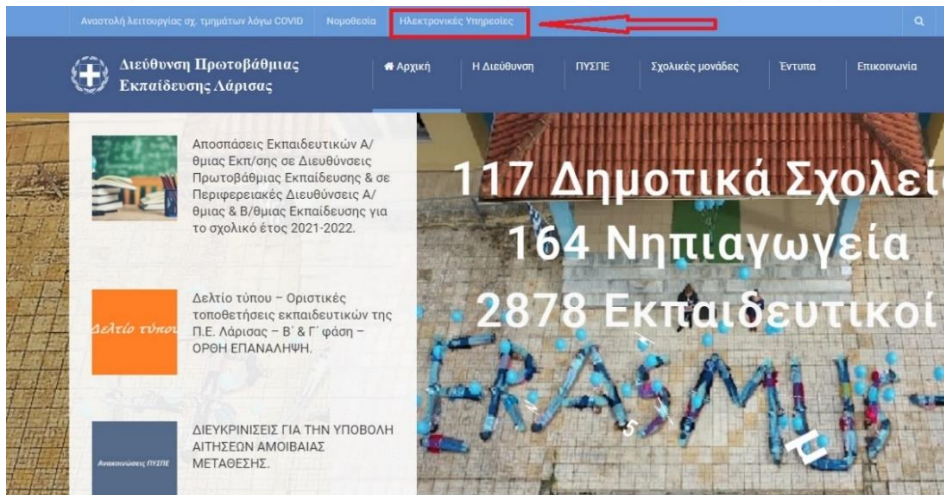 Αναστολή λειτουργίας σχ. τμημάτων λόγω COVID Νομοθεσία Ηλεκτρονικές Υπηρεσίες
Διεύθυνση Πρωτοβάθμιας
Εκπαίδευσης Λάρισας
Αρχική Η Διεύθυνση ΠΥΣΠΕ Σχολικές μονάδες Έντυπα Επικοινωνία
Αποσπάσεις Εκπαιδευτικών Α/
θμιας Εκπ/σης σε Διευθύνσεις
Πρωτοβάθμιας Εκπαίδευσης & σε
Περιφερειακές Διευθύνσεις Α/
θμιας & Β/θμιας Εκπαίδευσης για
το σχολικό έτος 2021-2022.
Δελτίο τύπου
Δελτίο τύπου – Οριστικές
τοποθετήσεις εκπαιδευτικών της
Π.Ε. Λάρισας – Β΄ & Γ΄ φάση –
ΟΡΘΗ ΕΠΑΝΑΛΗΨΗ.
Ανακοινώσεις ΠΥΣΠΕ
ΔΙΕΥΚΡΙΝΙΣΕΙΣ ΓΙΑ ΤΗΝ ΥΠΟΒΟΛΗ
ΑΙΤΗΣΕΩΝ ΑΜΟΙΒΑΙΑΣ
ΜΕΤΑΘΕΣΗΣ.
117 Δημοτικά Σχολεί
164 Νηπιαγωγεία
2878 Εκπαιδευτικοί
ERASMU
5 μ